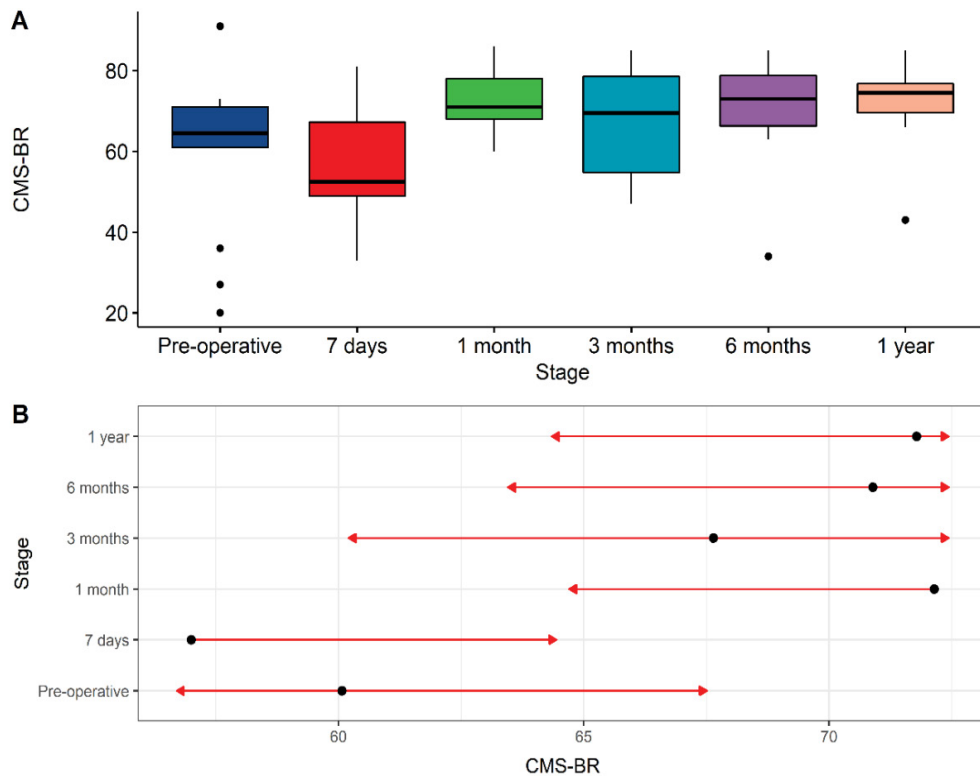 A
CMS-BR
80
60
40
20
Pre-operative 7 days 1 month 3 months 6 months 1 year
Stage
B
Stage
1 year
6 months
3 months
1 month
7 days
Pre-operative
60 65 70
CMS-BR